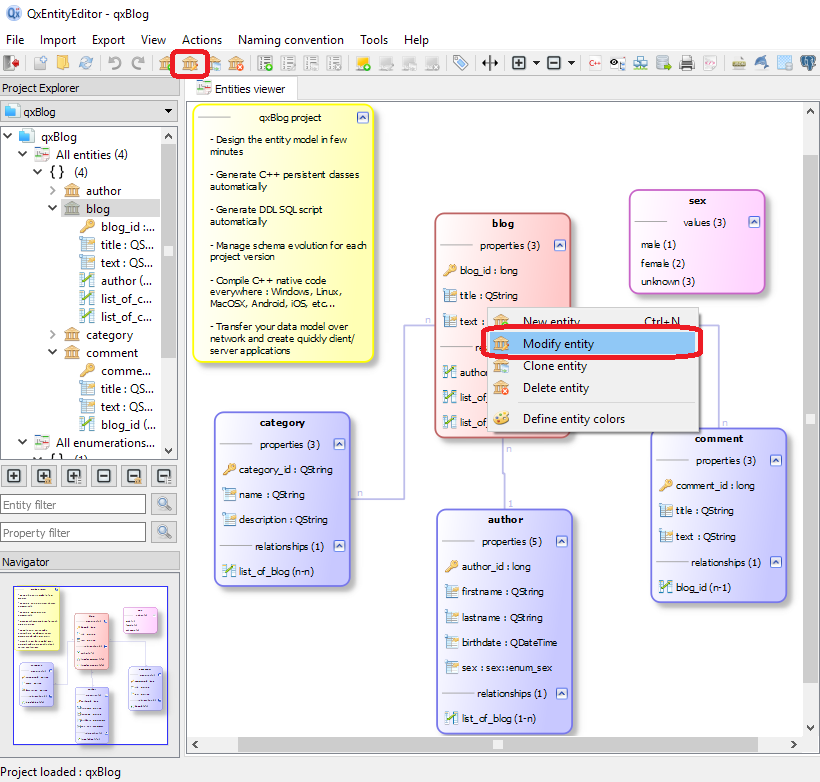 QxEntityEditor - qxBlog
File Import Export View Actions Naming convention Tools Help
Project Explorer
qxBlog
qxBlog
All entities (4)
{ } (4)
author
blog
blog_id :...
title : QS...
text : QS...
author (...
list_of_c...
list_of_c...
category
comment
comme...
title : QS...
text : QS...
blog_id (...
All enumerations...
Entity filter
Property filter
Navigator
Entities viewer
qxBlog project
- Design the entity model in few
minutes
- Generate C++ persistent classes
automatically
- Generate DDL SQL script
automatically
- Manage schema evolution for each
project version
- Compile C++ native code
everywhere : Windows, Linux,
MacOSX, Android, iOS, etc...
- Transfer your data model over
network and create quickly client/
server applications
blog
properties (3)
blog_id : long
title : QString
text
list_of_
list_of_
sex
values (3)
male (1)
female (2)
unknown (3)
New entity Ctrl+N
Modify entity
Clone entity
Delete entity
Define entity colors
category
properties (3)
category_id : QString
name : QString
description : QString
relationships (1)
list_of_blog (n-n)
n
n
n
1
n
author
properties (5)
author_id : long
firstname : QString
lastname : QString
birthdate : QDateTime
sex : sex::enum_sex
relationships (1)
list_of_blog (1-n)
comment
properties (3)
comment_id : long
title : QString
text : QString
relationships (1)
blog_id (n-1)
Project loaded : qxBlog